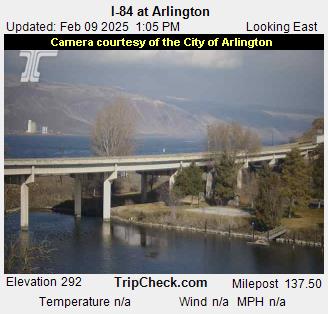 I-84 at Arlington
Updated: Feb 09 2025  1:05 PM Looking East
Camera courtesy of the City of Arlington
Elevation 292 TripCheck.com Milepost 137.50
Temperature n/a Wind n/a MPH n/a